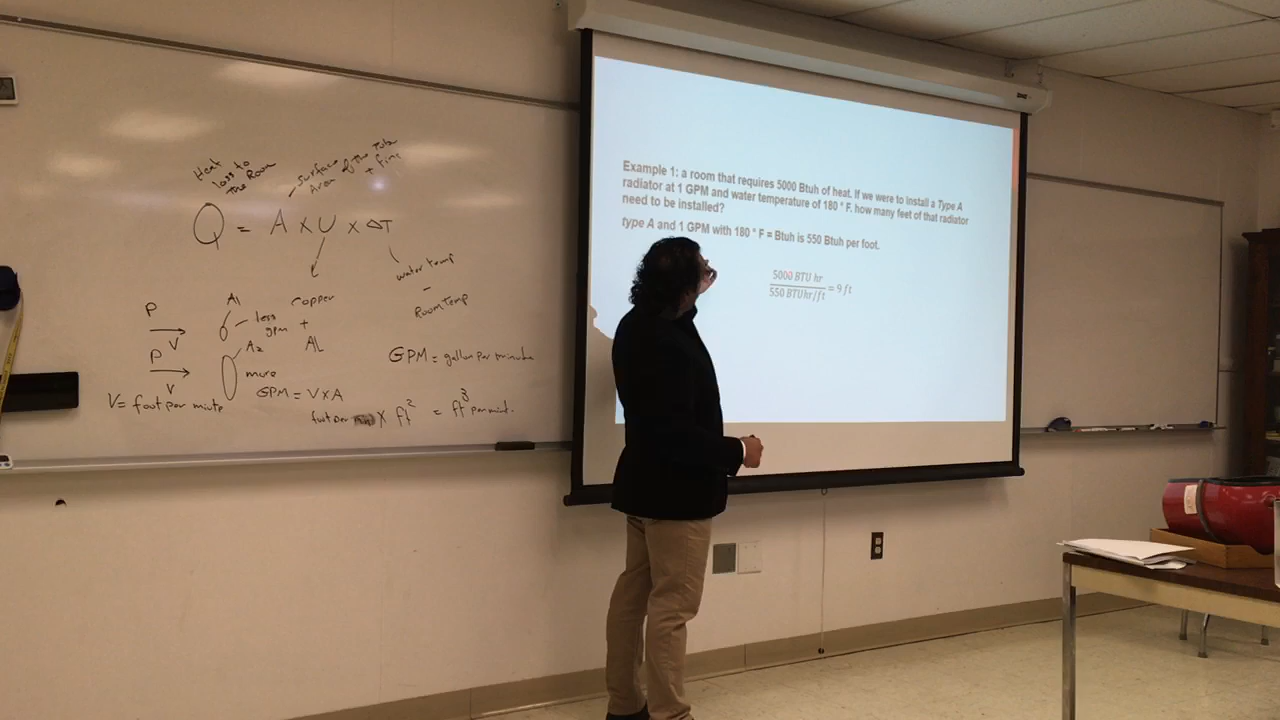 Heat
loss to
the Room
surface
Area of the Tube
+ fine
Q = A x U x ΔT
water temp
-
Room Temp
P
V
P
V
A1
less
gpm
A2
more
copper
+
AL
GPM = gallon per minute
GPM = V x A
V = foot per miute
foot per x ft² = ft³ per mint.
Example 1: a room that requires 5000 Btuh of heat. If we were to install a Type A
radiator at 1 GPM and water temperature of 180 ° F. how many feet of that radiator
need to be installed?
type A and 1 GPM with 180 ° F = Btuh is 550 Btuh per foot.
5000 BTU hr
550 BTUhr/ft
= 9 ft